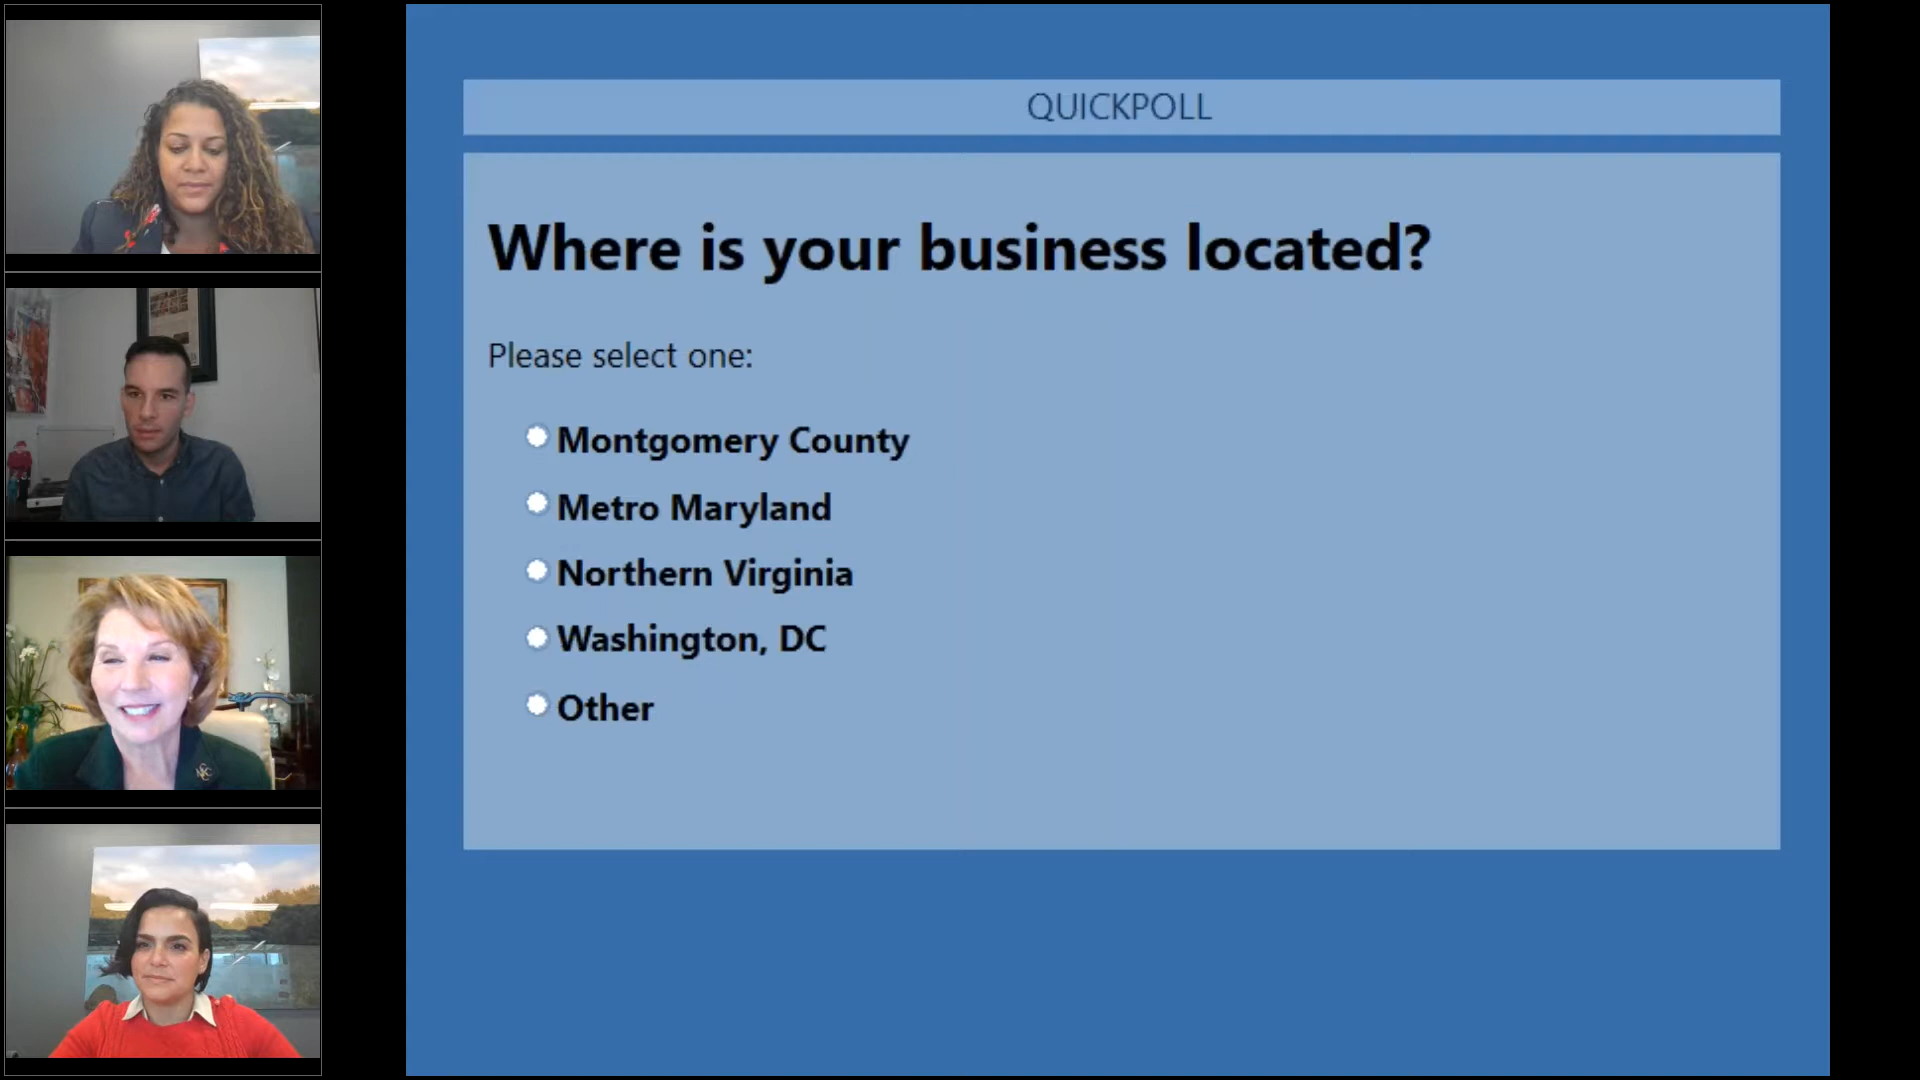 QUICKPOLL
Where is your business located?
Please select one:
Montgomery County
Metro Maryland
Northern Virginia
Washington, DC
Other